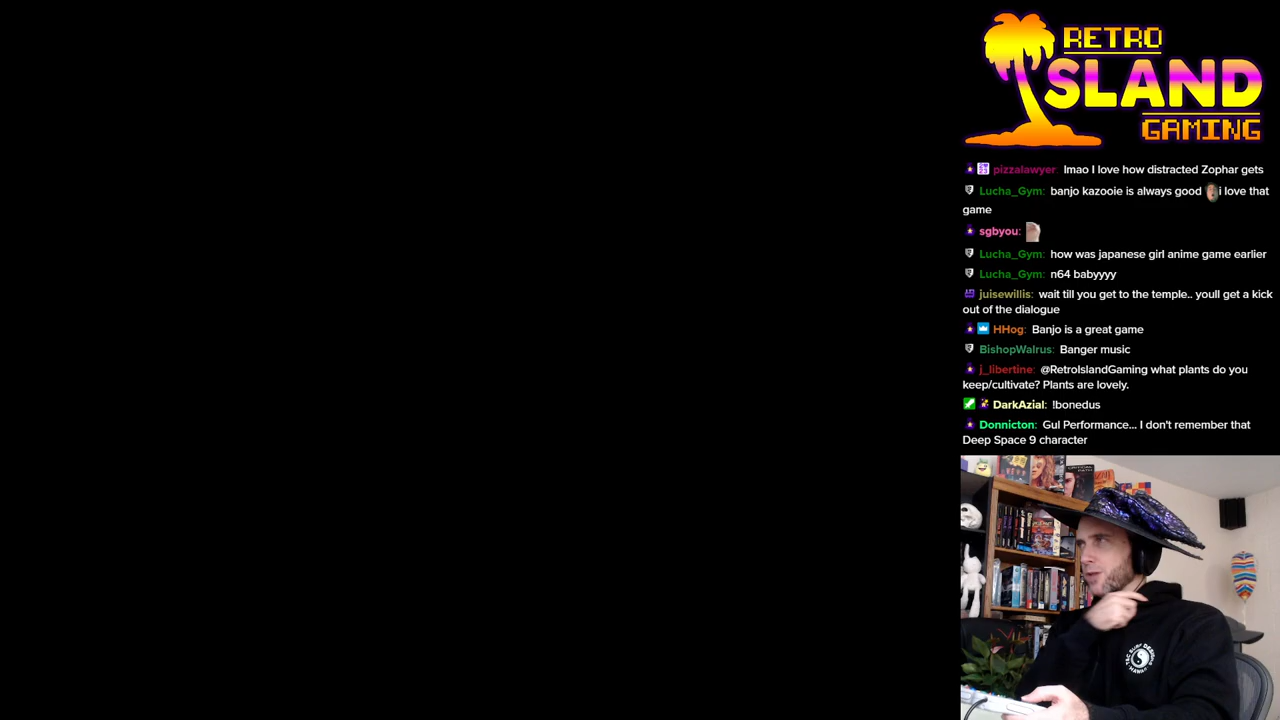 RETRO
ISLAND
GAMING
pizzalawyer: lmao I love how distracted Zophar gets
Lucha_Gym: banjo kazooie is always good i love that
game
sgbyou:
Lucha_Gym: how was japanese girl anime game earlier
Lucha_Gym: n64 babyyyy
juisewillis: wait till you get to the temple.. youll get a kick
out of the dialogue
HHog: Banjo is a great game
BishopWalrus: Banger music
j_libertine: @RetroIslandGaming what plants do you
keep/cultivate? Plants are lovely.
DarkAzial: !bonedus
Donnicton: Gul Performance... I don't remember that
Deep Space 9 character